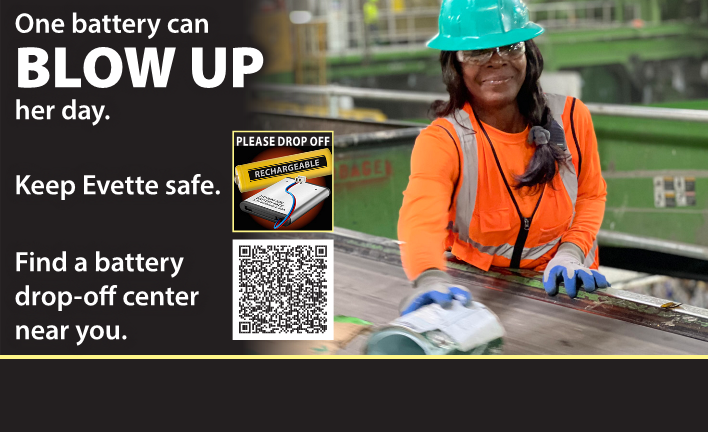 One battery can
BLOW UP
her day.
PLEASE DROP OFF
RECHARGEABLE
Keep Evette safe.
Find a battery
drop-off center
near you.